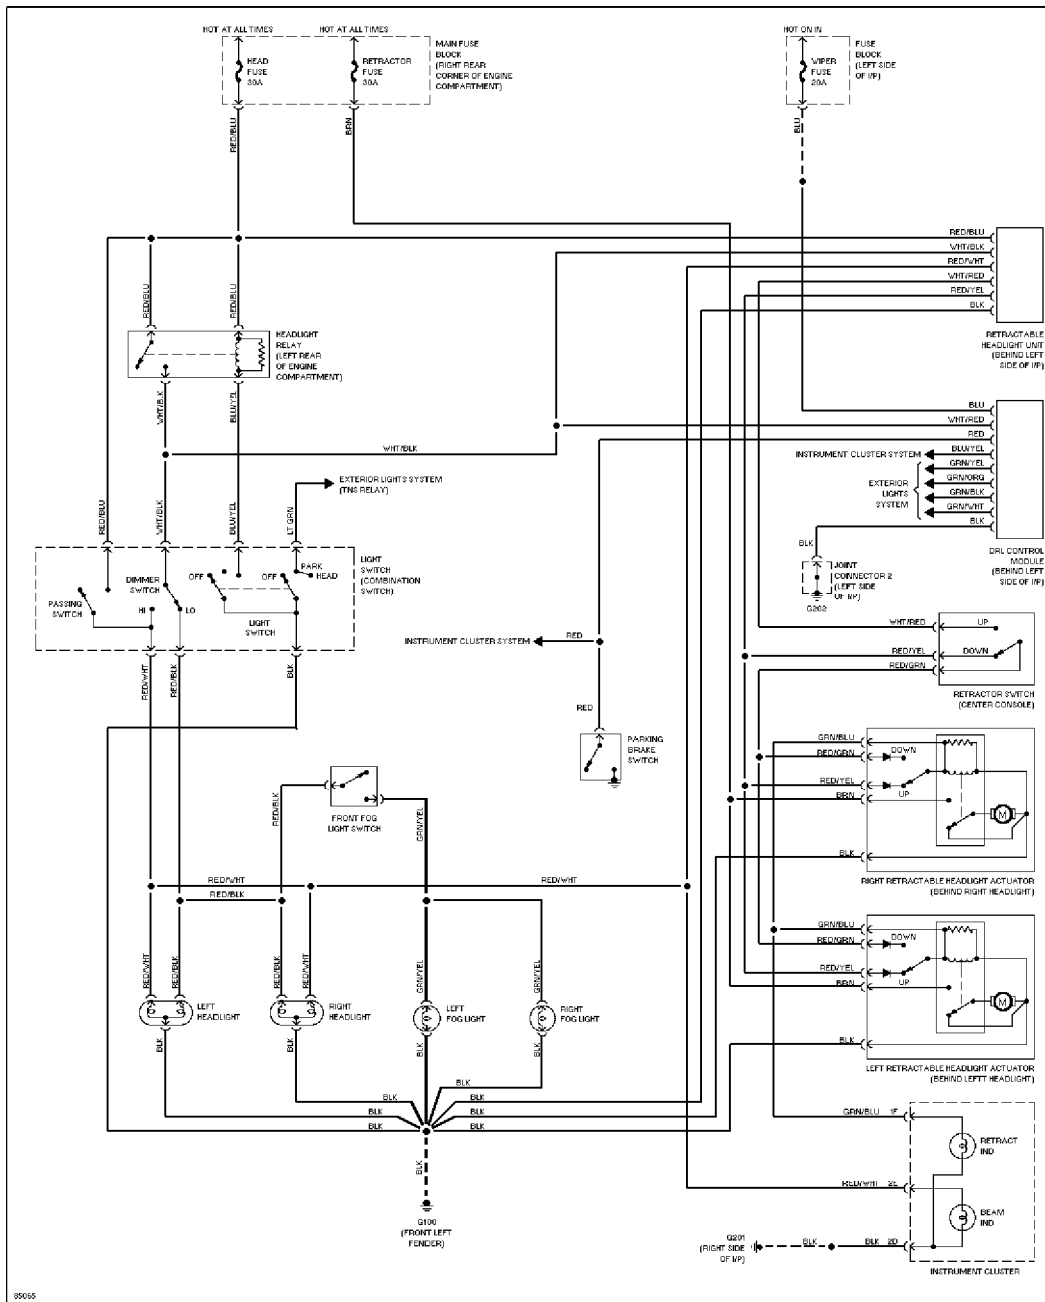 HOT AT ALL TIMES
HOT AT ALL TIMES
HOT ON IN
HEAD
FUSE
30A
RETRACTOR
FUSE
30A
MAIN FUSE
BLOCK
(RIGHT REAR
CORNER OF ENGINE
COMPARTMENT)
WIPER
FUSE
20A
FUSE
BLOCK
(LEFT SIDE
OF I/P)
RED/BLU
BRN
BLU
RED/BLU
WHT/BLK
RED/WHT
WHT/RED
RED/YEL
BLK
RETRACTABLE
HEADLIGHT UNIT
(BEHIND LEFT
SIDE OF I/P)
RED/BLU
RED/BLU
HEADLIGHT
RELAY
(LEFT REAR
OF ENGINE
COMPARTMENT)
WHT/BLK
BLU/YEL
WHT/BLK
BLU
WHT/RED
RED
BLU/YEL
GRN/YEL
GRN/ORG
GRN/BLK
GRN/WHT
BLK
INSTRUMENT CLUSTER SYSTEM
EXTERIOR
LIGHTS
SYSTEM
DRL CONTROL
MODULE
(BEHIND LEFT
SIDE OF I/P)
EXTERIOR LIGHTS SYSTEM
(TNS RELAY)
RED/BLU
WHT/BLK
BLU/YEL
LT GRN
BLK
JOINT
CONNECTOR 2
(LEFT SIDE
OF I/P)
G202
PASSING
SWITCH
DIMMER
SWITCH
HI
LO
OFF
OFF
PARK
HEAD
LIGHT
SWITCH
LIGHT
SWITCH
(COMBINATION
SWITCH)
RED/WHT
RED/BLK
BLK
INSTRUMENT CLUSTER SYSTEM
RED
RED
PARKING
BRAKE
SWITCH
WHT/RED
UP
RED/YEL
DOWN
RED/GRN
RETRACTOR SWITCH
(CENTER CONSOLE)
GRN/BLU
RED/GRN
DOWN
RED/YEL
BRN
UP
M
BLK
RIGHT RETRACTABLE HEADLIGHT ACTUATOR
(BEHIND RIGHT HEADLIGHT)
FRONT FOG
LIGHT SWITCH
RED/BLK
GRN/YEL
RED/WHT
RED/BLK
RED/WHT
GRN/BLU
RED/GRN
DOWN
RED/YEL
BRN
UP
M
BLK
LEFT RETRACTABLE HEADLIGHT ACTUATOR
(BEHIND LEFTT HEADLIGHT)
RED/WHT
RED/BLK
RED/BLK
RED/WHT
GRN/YEL
GRN/YEL
LEFT
HEADLIGHT
RIGHT
HEADLIGHT
LEFT
FOG LIGHT
RIGHT
FOG LIGHT
BLK
BLK
BLK
BLK
BLK
BLK
BLK
BLK
BLK
BLK
BLK
BLK
G100
(FRONT LEFT
FENDER)
GRN/BLU 1F
RETRACT
IND
RED/WHT 2E
BEAM
IND
G201
(RIGHT SIDE
OF I/P)
BLK
BLK 2D
INSTRUMENT CLUSTER
85065